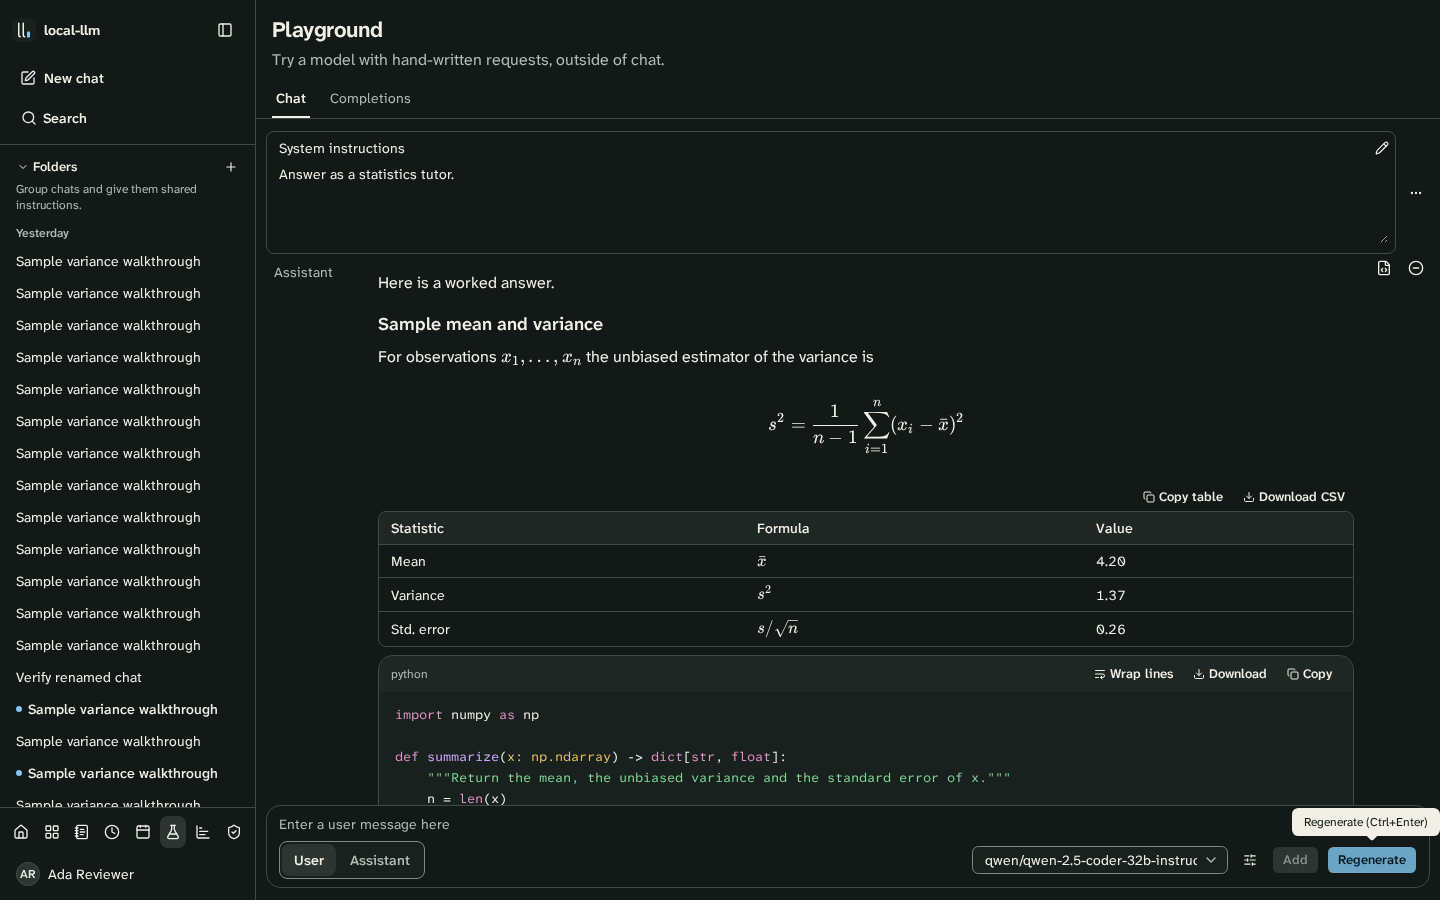 local-llm
New chat
Search
Folders
Group chats and give them shared
instructions.
Yesterday
Sample variance walkthrough
Sample variance walkthrough
Sample variance walkthrough
Sample variance walkthrough
Sample variance walkthrough
Sample variance walkthrough
Sample variance walkthrough
Sample variance walkthrough
Sample variance walkthrough
Sample variance walkthrough
Sample variance walkthrough
Sample variance walkthrough
Sample variance walkthrough
Verify renamed chat
Sample variance walkthrough
Sample variance walkthrough
Sample variance walkthrough
Sample variance walkthrough
AR Ada Reviewer
Playground
Try a model with hand-written requests, outside of chat.
Chat Completions
System instructions
Answer as a statistics tutor.
Assistant
Here is a worked answer.
Sample mean and variance
For observations x₁, …, xₙ the unbiased estimator of the variance is
s² = 1/(n − 1) ∑ᵢ₌₁ⁿ (xᵢ − x̄)²
Copy table Download CSV
Statistic Formula Value
Mean x̄ 4.20
Variance s² 1.37
Std. error s/√n 0.26
python Wrap lines Download Copy
import numpy as np
def summarize(x: np.ndarray) -> dict[str, float]:
    """Return the mean, the unbiased variance and the standard error of x."""
    n = len(x)
Enter a user message here
Regenerate (Ctrl+Enter)
User Assistant
qwen/qwen-2.5-coder-32b-instruc
Add Regenerate